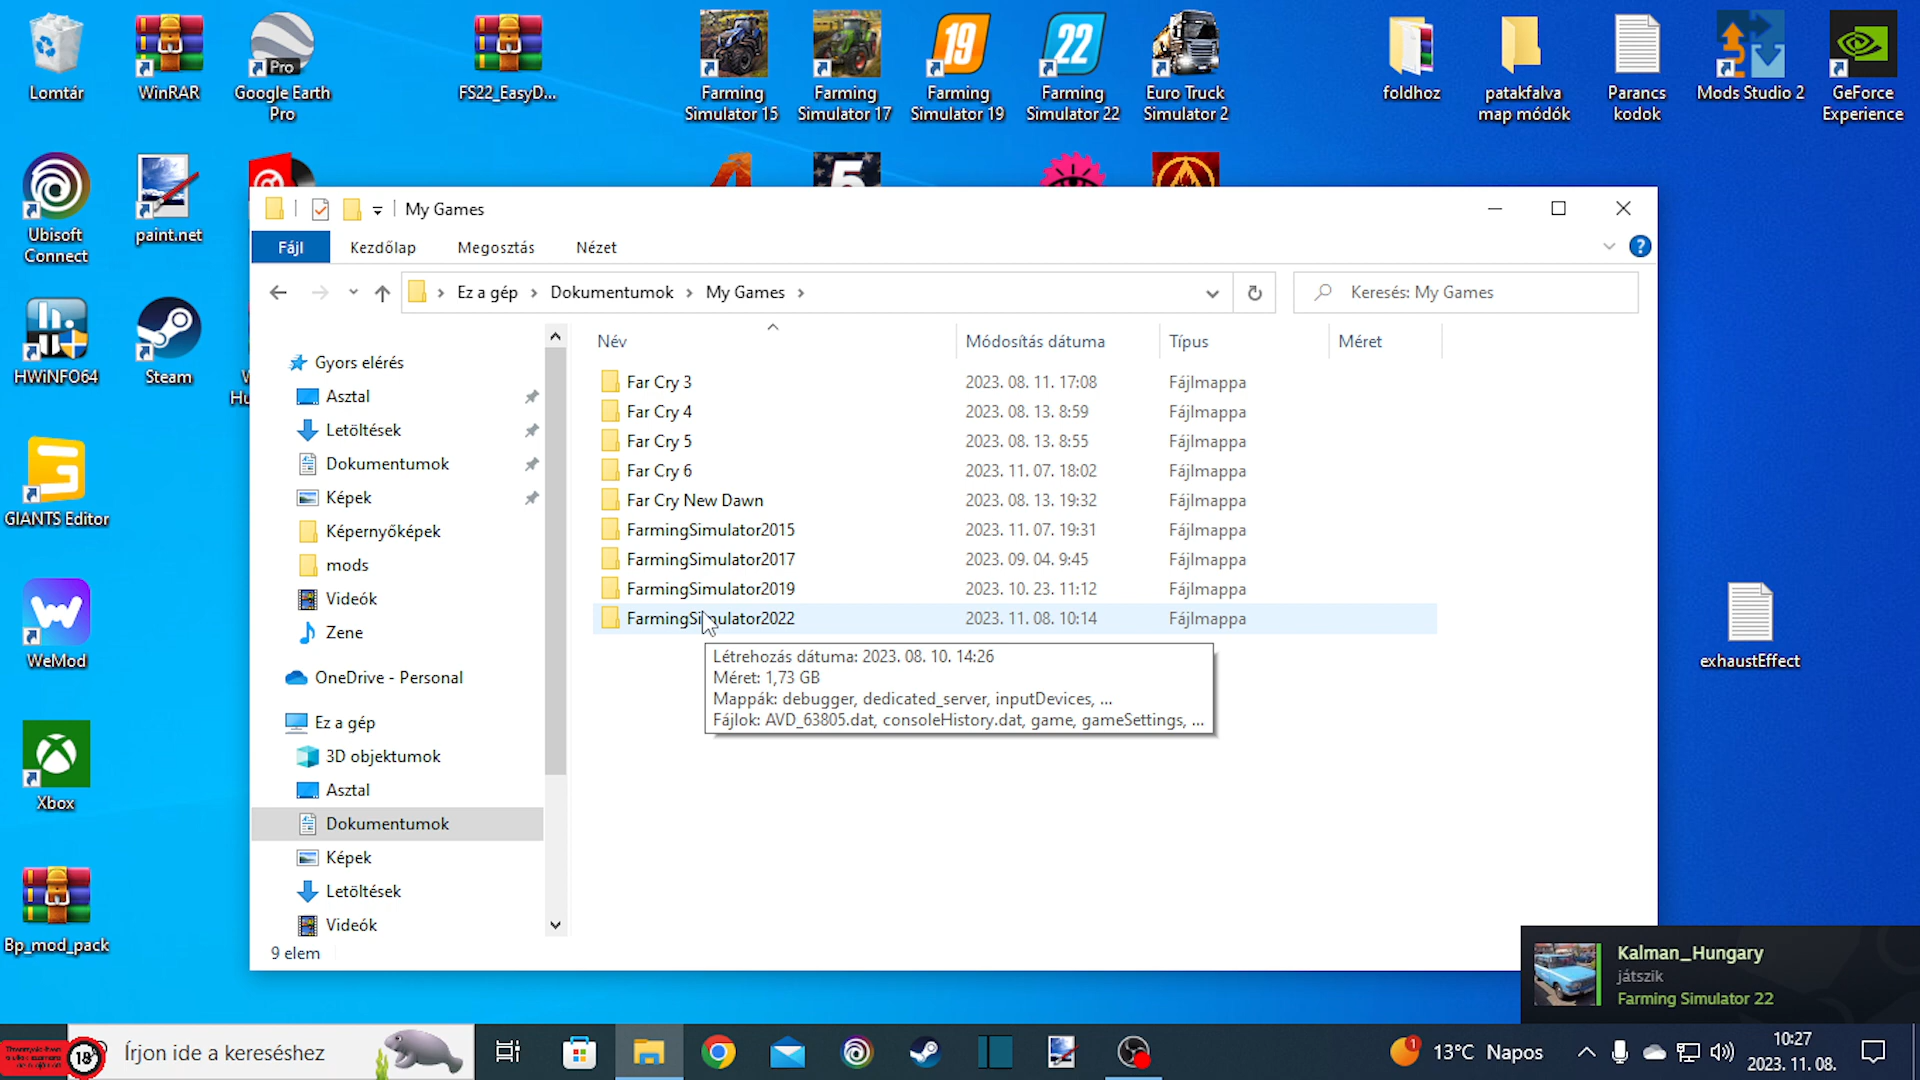 Lomtár
WinRAR
Pro
Google Earth
Pro
FS22_EasyD...
Farming
Simulator 15
Farming
Simulator 17
19
Farming
Simulator 19
22
Farming
Simulator 22
Euro Truck
Simulator 2
foldhoz
patakfalva
map módók
Parancs
kodok
Mods Studio 2
GeForce
Experience
Ubisoft
Connect
paint.net
5
HWiNFO64
Steam
GIANTS Editor
WeMod
Xbox
Bp_mod_pack
exhaustEffect
My Games
Fájl
Kezdőlap
Megosztás
Nézet
Ez a gép
Dokumentumok
My Games
Keresés: My Games
Név
Módosítás dátuma
Típus
Méret
Far Cry 3 2023. 08. 11. 17:08 Fájlmappa
Far Cry 4 2023. 08. 13. 8:59 Fájlmappa
Far Cry 5 2023. 08. 13. 8:55 Fájlmappa
Far Cry 6 2023. 11. 07. 18:02 Fájlmappa
Far Cry New Dawn 2023. 08. 13. 19:32 Fájlmappa
FarmingSimulator2015 2023. 11. 07. 19:31 Fájlmappa
FarmingSimulator2017 2023. 09. 04. 9:45 Fájlmappa
FarmingSimulator2019 2023. 10. 23. 11:12 Fájlmappa
FarmingSimulator2022 2023. 11. 08. 10:14 Fájlmappa
Létrehozás dátuma: 2023. 08. 10. 14:26
Méret: 1,73 GB
Mappák: debugger, dedicated_server, inputDevices, ...
Fájlok: AVD_63805.dat, consoleHistory.dat, game, gameSettings, ...
Gyors elérés
Asztal
Letöltések
Dokumentumok
Képek
Képernyőképek
mods
Videók
Zene
OneDrive - Personal
Ez a gép
3D objektumok
Asztal
Dokumentumok
Képek
Letöltések
Videók
9 elem
Kalman_Hungary
játszik
Farming Simulator 22
18
Írjon ide a kereséshez
1
13°C Napos
10:27
2023. 11. 08.